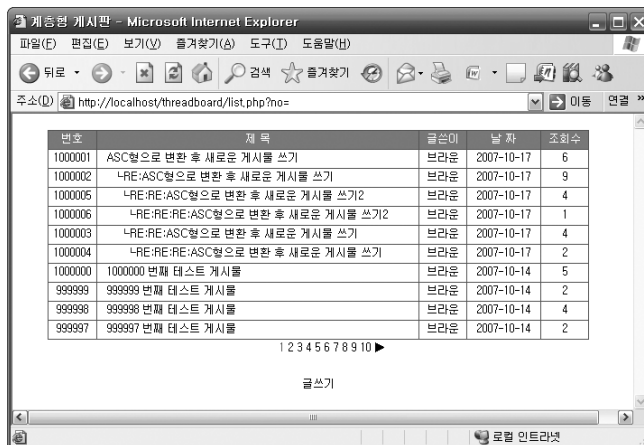 계층형 게시판 - Microsoft Internet Explorer
파일(F) 편집(E) 보기(V) 즐겨찾기(A) 도구(T) 도움말(H)
뒤로 검색 즐겨찾기
주소(D) http://localhost/threadboard/list.php?no= 이동 연결 »
번호 제 목 글쓴이 날 짜 조회수
1000001 ASC형으로 변환 후 새로운 게시물 쓰기 브라운 2007-10-17 6
1000002 └RE:ASC형으로 변환 후 새로운 게시물 쓰기 브라운 2007-10-17 9
1000005 └RE:RE:ASC형으로 변환 후 새로운 게시물 쓰기2 브라운 2007-10-17 4
1000006 └RE:RE:RE:ASC형으로 변환 후 새로운 게시물 쓰기2 브라운 2007-10-17 1
1000003 └RE:RE:ASC형으로 변환 후 새로운 게시물 쓰기 브라운 2007-10-17 4
1000004 └RE:RE:RE:ASC형으로 변환 후 새로운 게시물 쓰기 브라운 2007-10-17 2
1000000 1000000 번째 테스트 게시물 브라운 2007-10-14 5
999999 999999 번째 테스트 게시물 브라운 2007-10-14 2
999998 999998 번째 테스트 게시물 브라운 2007-10-14 4
999997 999997 번째 테스트 게시물 브라운 2007-10-14 2
1 2 3 4 5 6 7 8 9 10 ▶
글쓰기
로컬 인트라넷